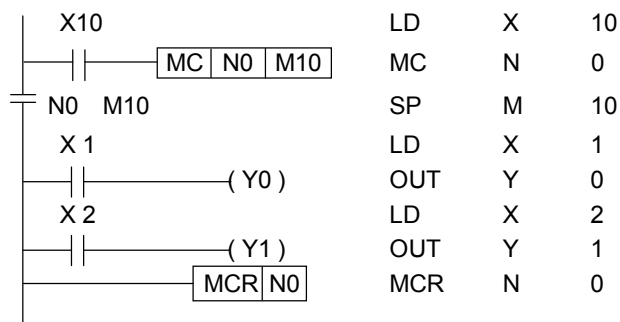 X10 LD X 10
MC N0 M10 MC N 0
N0 M10 SP M 10
X 1 LD X 1
( Y0 ) OUT Y 0
X 2 LD X 2
( Y1 ) OUT Y 1
MCR N0 MCR N 0